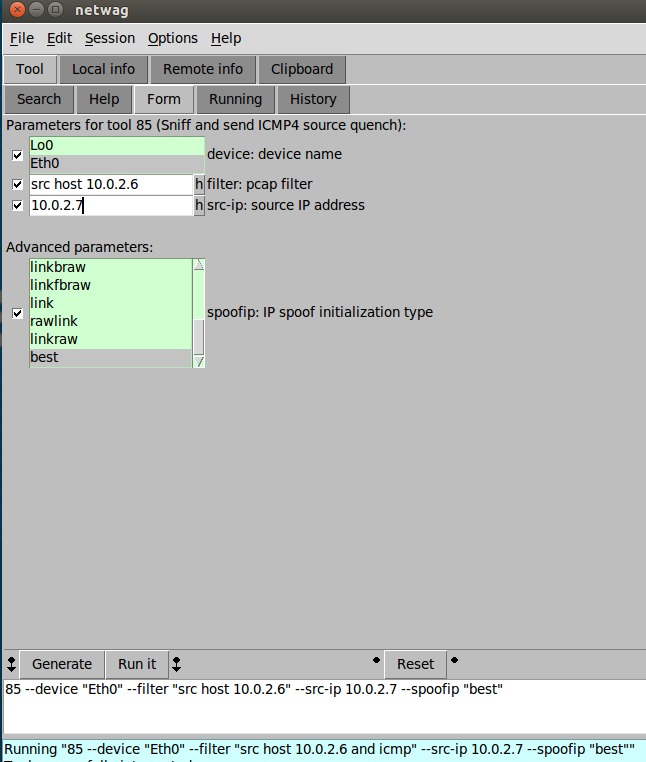 netwag
File Edit Session Options Help
Tool Local info Remote info Clipboard
Search Help Form Running History
Parameters for tool 85 (Sniff and send ICMP4 source quench):
Lo0
Eth0
device: device name
src host 10.0.2.6 h filter: pcap filter
10.0.2.7 h src-ip: source IP address
Advanced parameters:
linkbraw
linkfbraw
link
rawlink
linkraw
best
spoofip: IP spoof initialization type
Generate Run it Reset
85 --device "Eth0" --filter "src host 10.0.2.6" --src-ip 10.0.2.7 --spoofip "best"
Running "85 --device "Eth0" --filter "src host 10.0.2.6 and icmp" --src-ip 10.0.2.7 --spoofip "best""